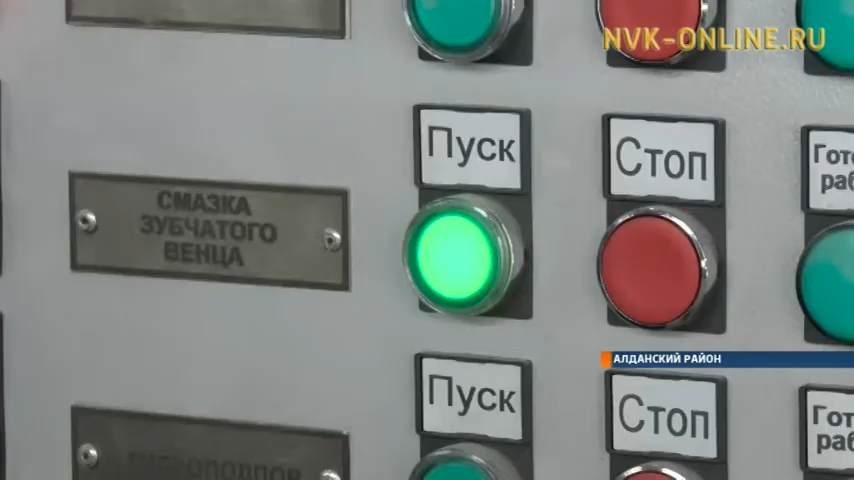 NVK-ONLINE.RU
Пуск
Стоп
СМАЗКА
ЗУБЧАТОГО
ВЕНЦА
АЛДАНСКИЙ РАЙОН
Пуск
Стоп